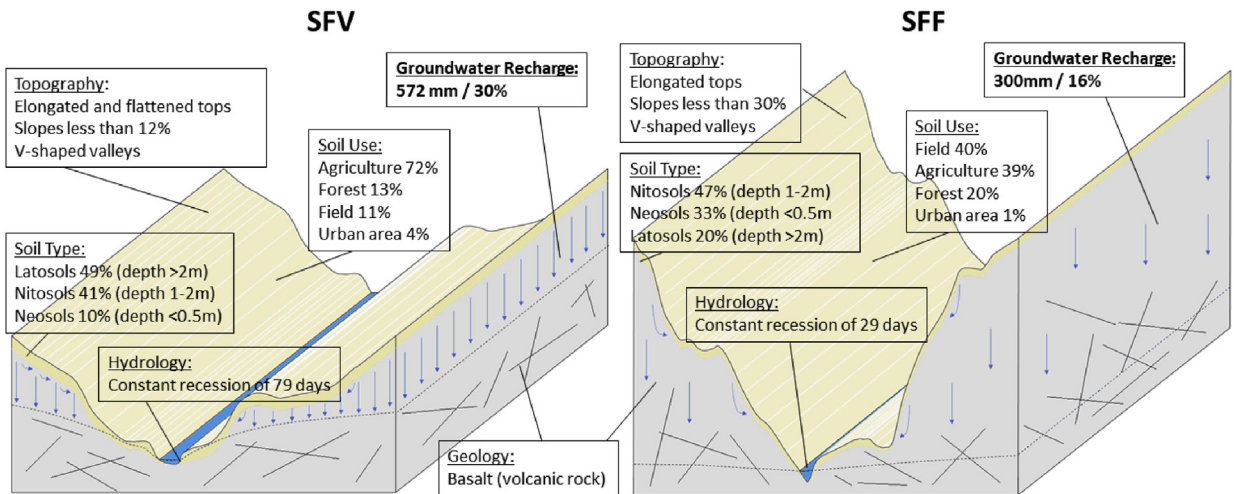 SFV
Topography:
Elongated and flattened tops
Slopes less than 12%
V-shaped valleys
Groundwater Recharge:
572 mm / 30%
Soil Use:
Agriculture 72%
Forest 13%
Field 11%
Urban area 4%
Soil Type:
Latosols 49% (depth >2m)
Nitosols 41% (depth 1-2m)
Neosols 10% (depth <0.5m)
Hydrology:
Constant recession of 79 days
Geology:
Basalt (volcanic rock)
SFF
Topography:
Elongated tops
Slopes less than 30%
V-shaped valleys
Groundwater Recharge:
300mm / 16%
Soil Use:
Field 40%
Agriculture 39%
Forest 20%
Urban area 1%
Soil Type:
Nitosols 47% (depth 1-2m)
Neosols 33% (depth <0.5m
Latosols 20% (depth >2m)
Hydrology:
Constant recession of 29 days